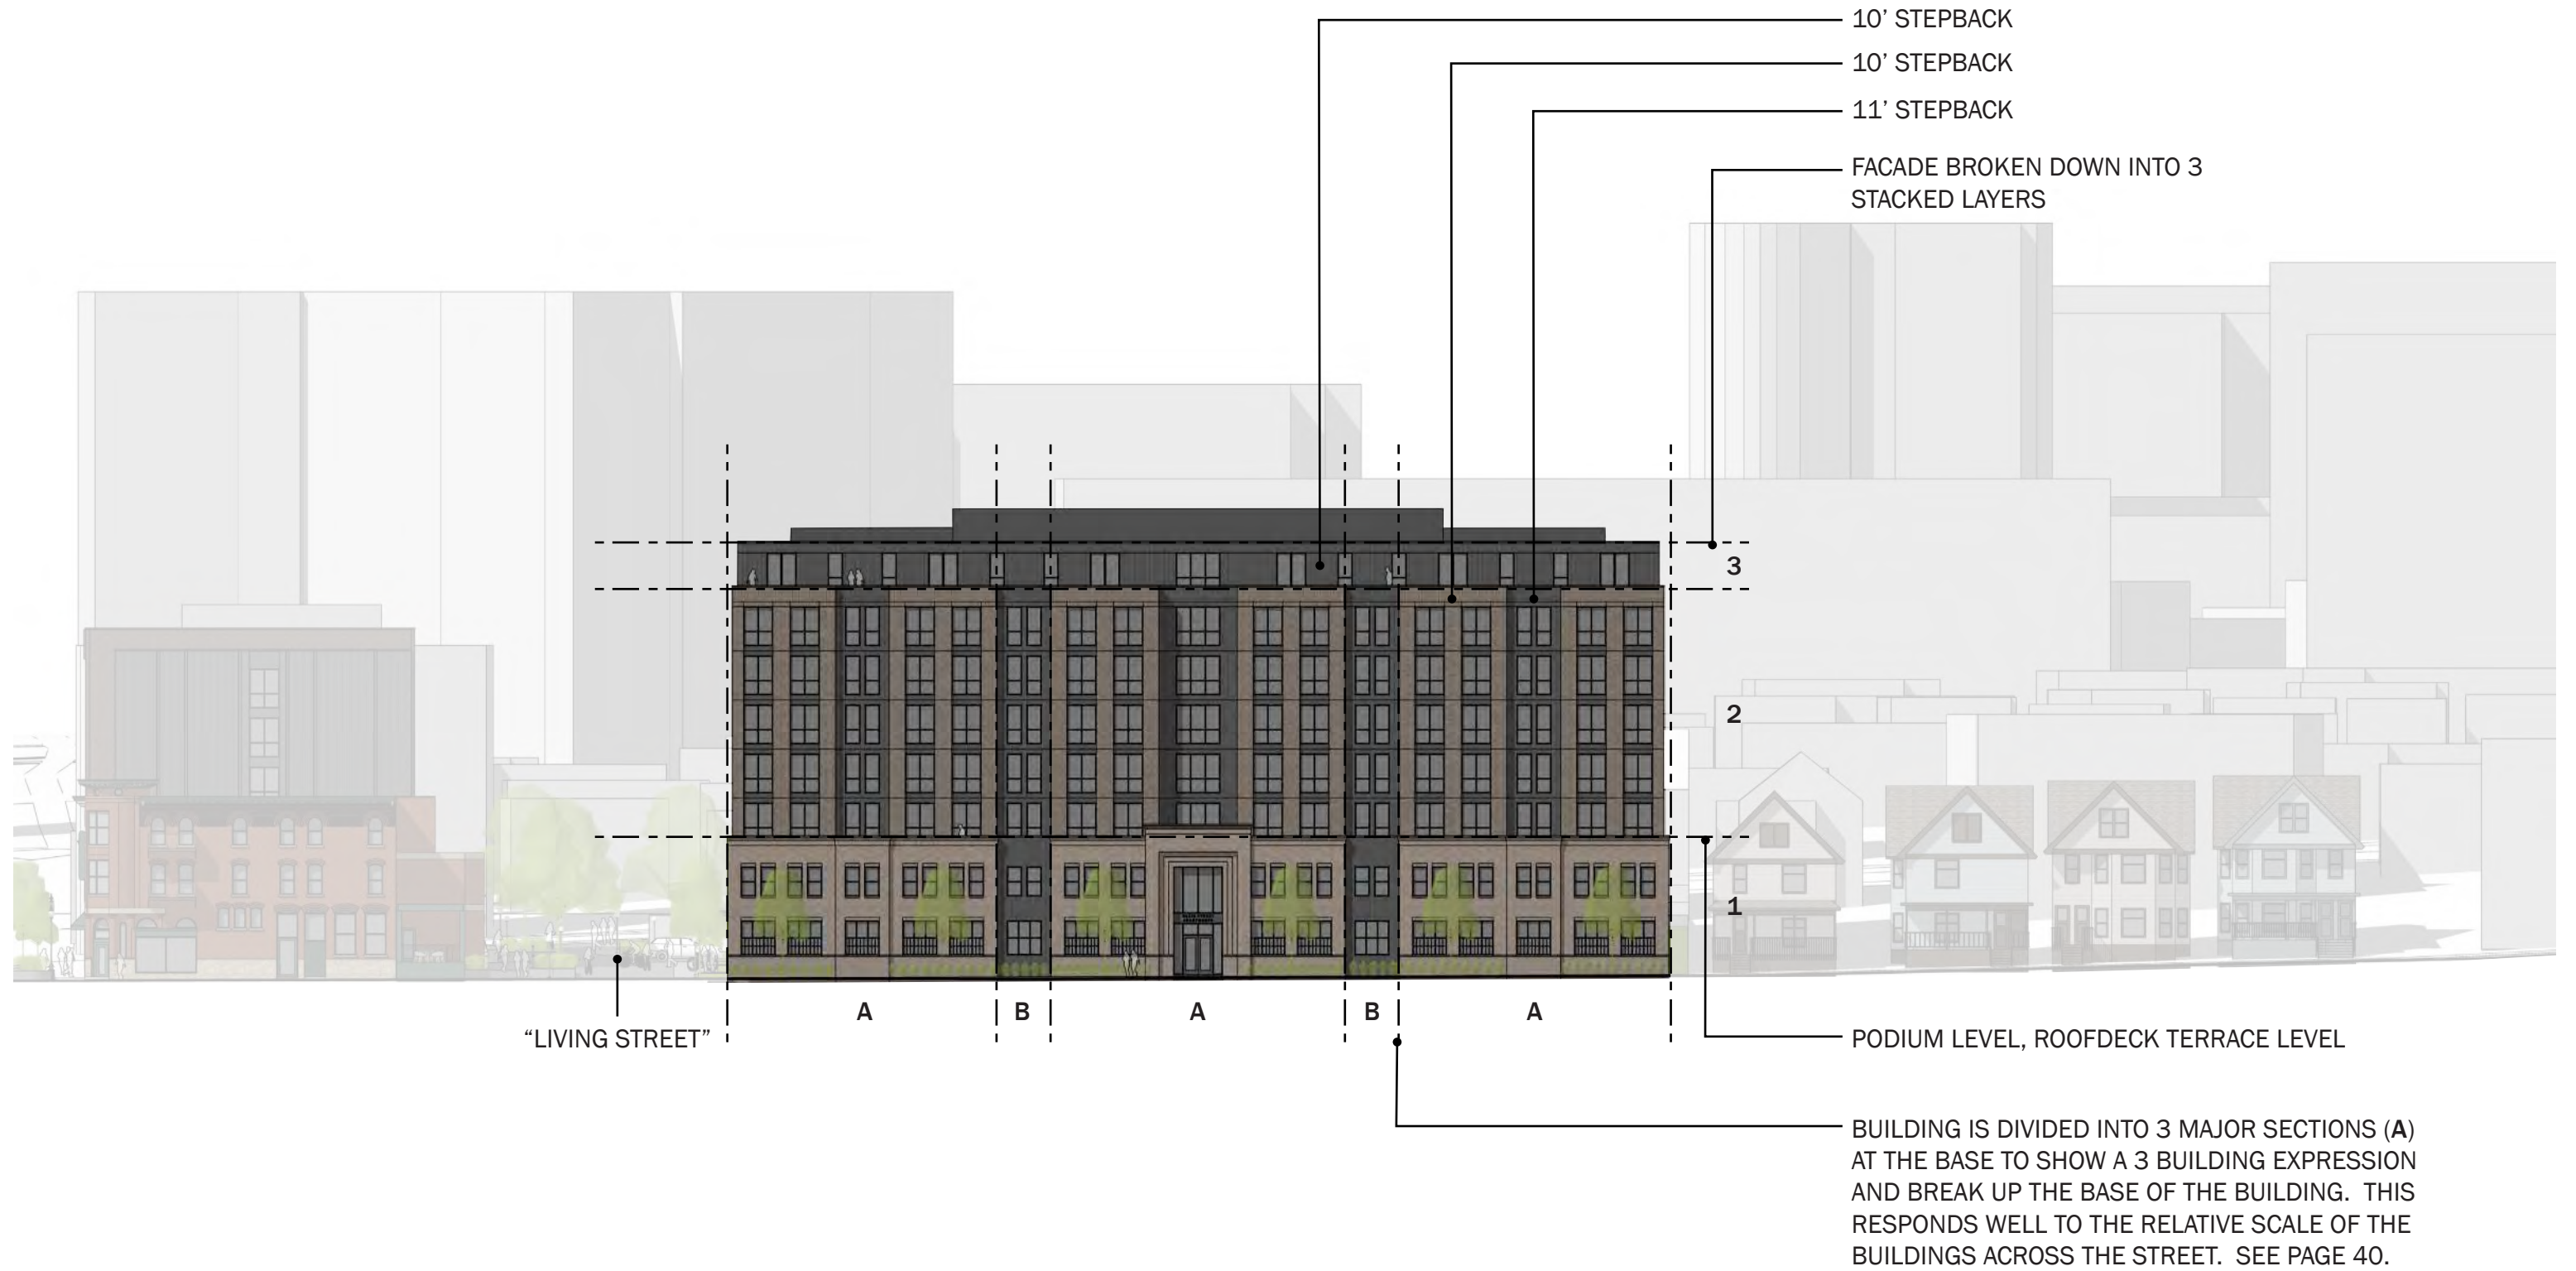 10’ STEPBACK
10’ STEPBACK
11’ STEPBACK
FACADE BROKEN DOWN INTO 3
STACKED LAYERS
3
2
1
A
B
A
B
A
“LIVING STREET”
PODIUM LEVEL, ROOFDECK TERRACE LEVEL
BUILDING IS DIVIDED INTO 3 MAJOR SECTIONS (A)
AT THE BASE TO SHOW A 3 BUILDING EXPRESSION
AND BREAK UP THE BASE OF THE BUILDING.  THIS
RESPONDS WELL TO THE RELATIVE SCALE OF THE
BUILDINGS ACROSS THE STREET.  SEE PAGE 40.